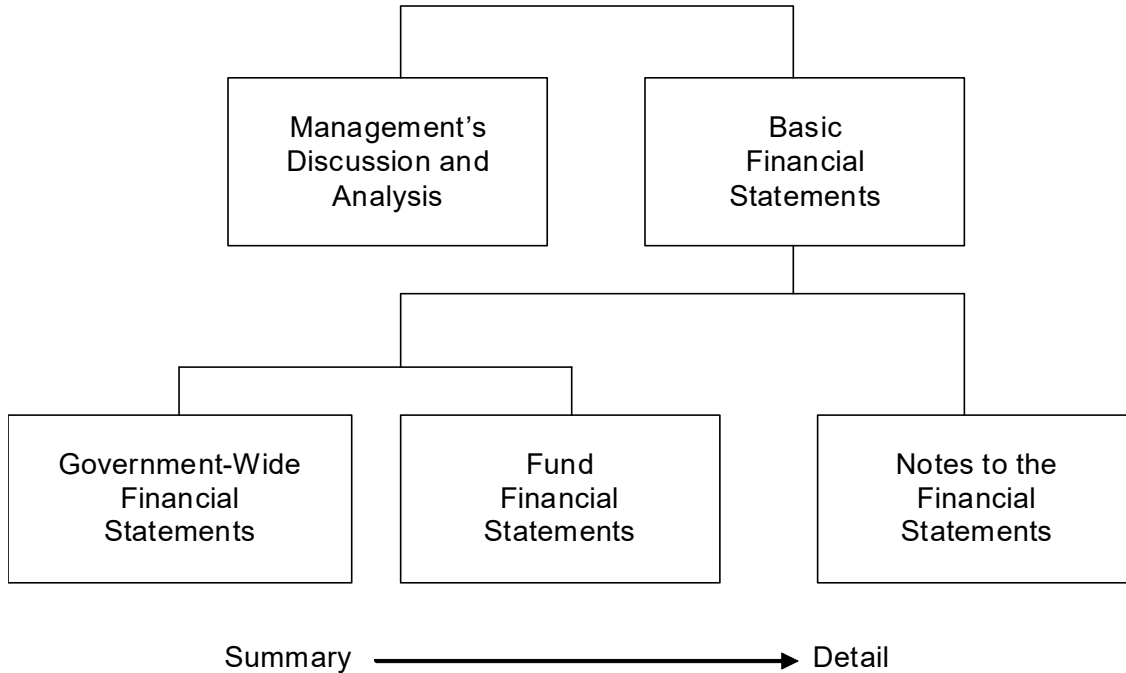 Management’s
Discussion and
Analysis
Basic
Financial
Statements
Government-Wide
Financial
Statements
Fund
Financial
Statements
Notes to the
Financial
Statements
Summary
Detail